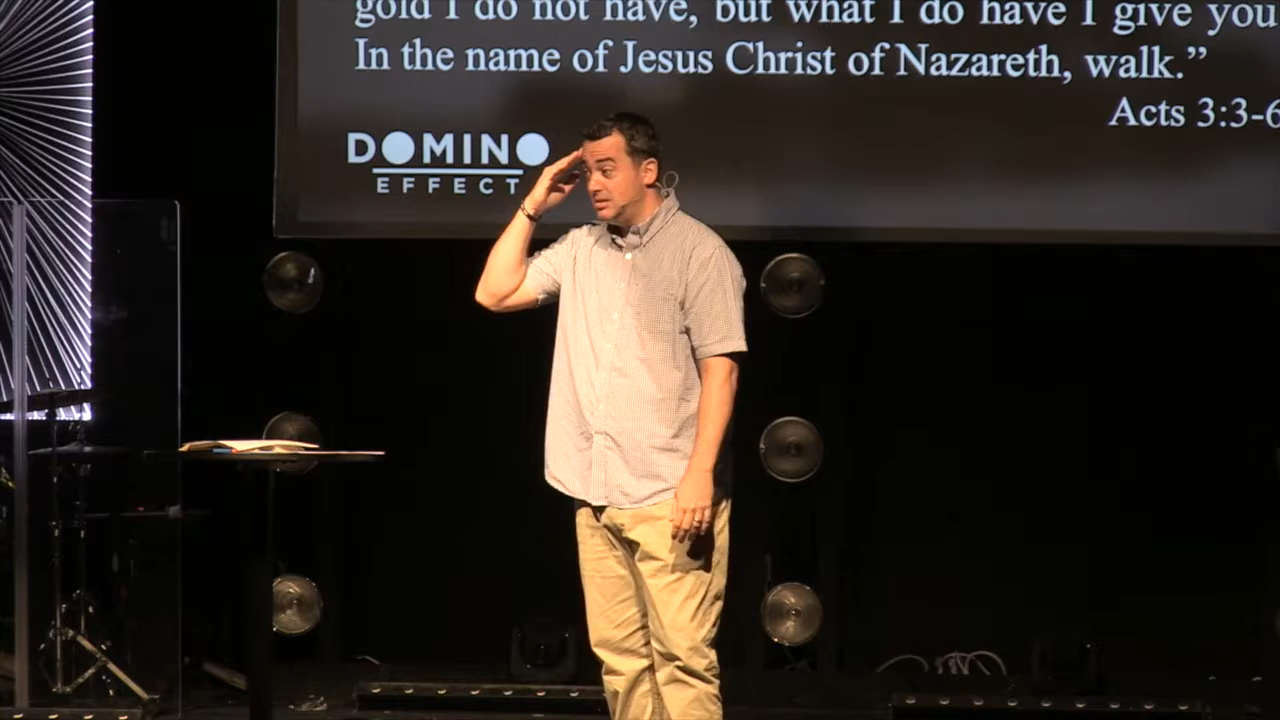 gold I do not have, but what I do have I give you
In the name of Jesus Christ of Nazareth, walk.”
Acts 3:3-6
DOMINO
EFFECT